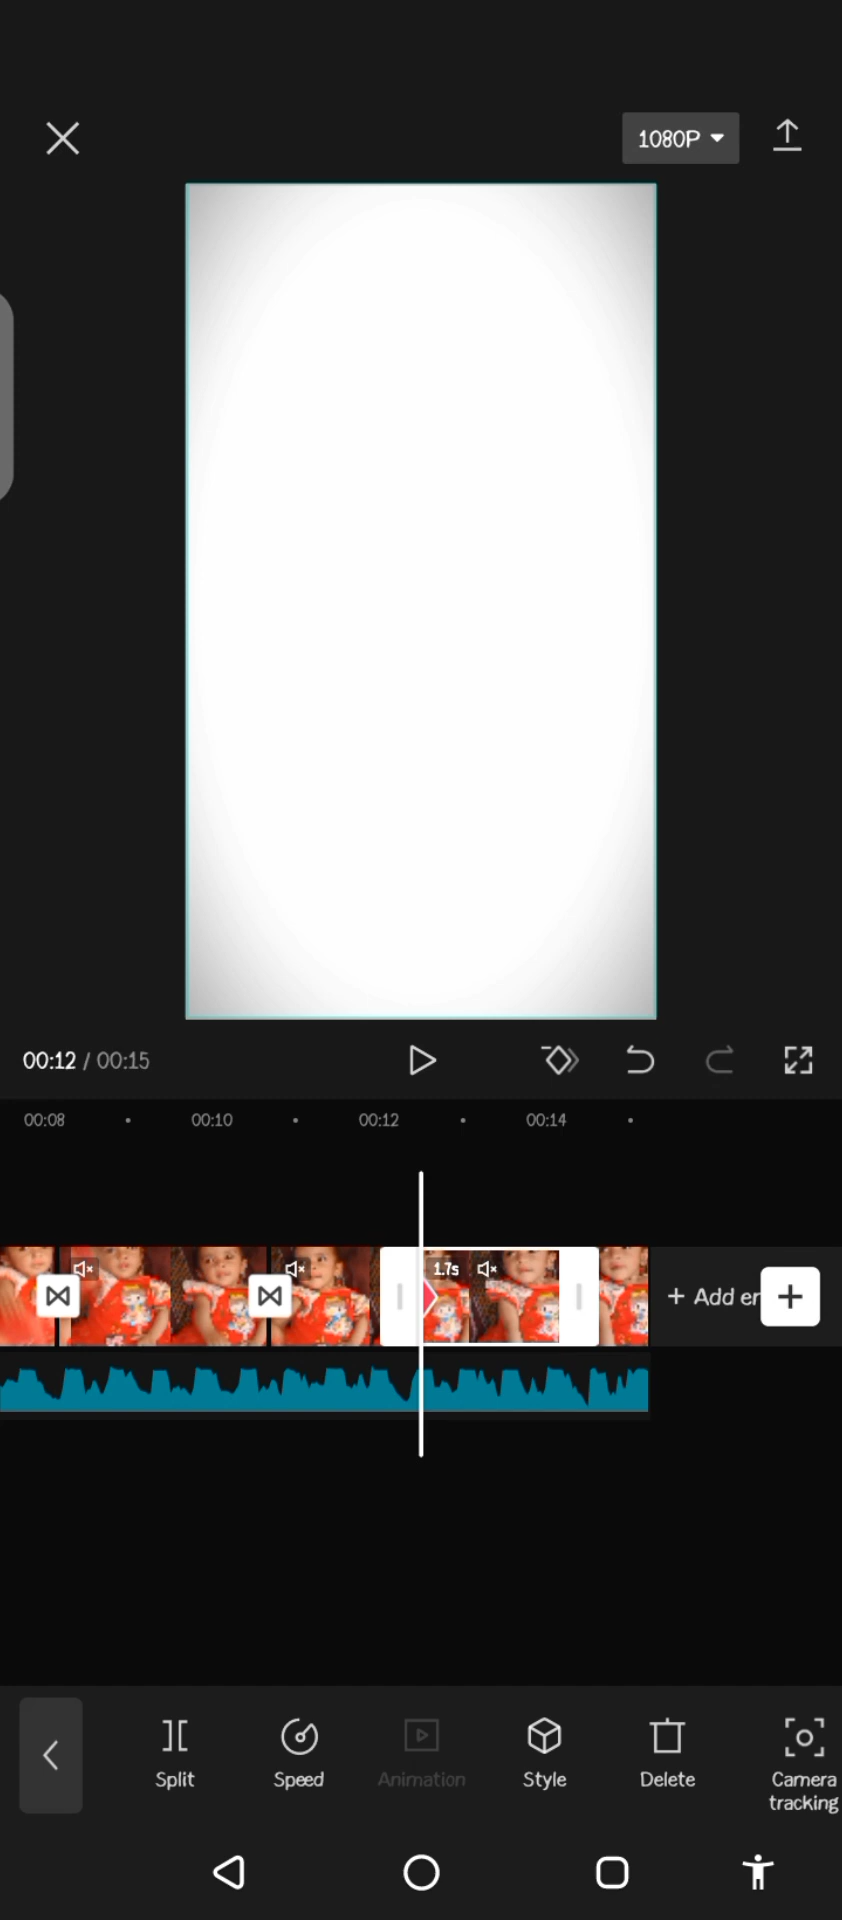 1080P
00:12 / 00:15
00:08 00:10 00:12 00:14
1.7s
+ Add er
Split Speed Animation Style Delete Camera
tracking